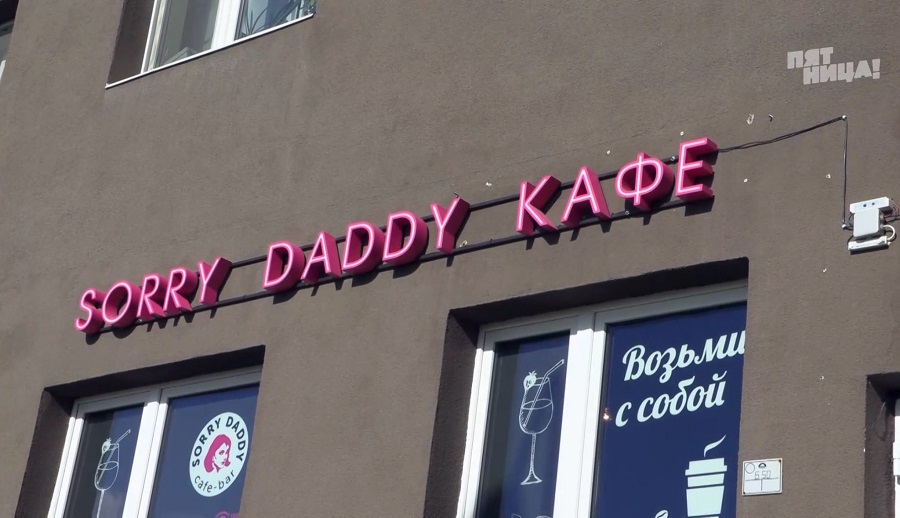 ПЯТ
НИЦА!
SORRY DADDY КАФЕ
Возьми
с собой
SORRY DADDY
cafe-bar